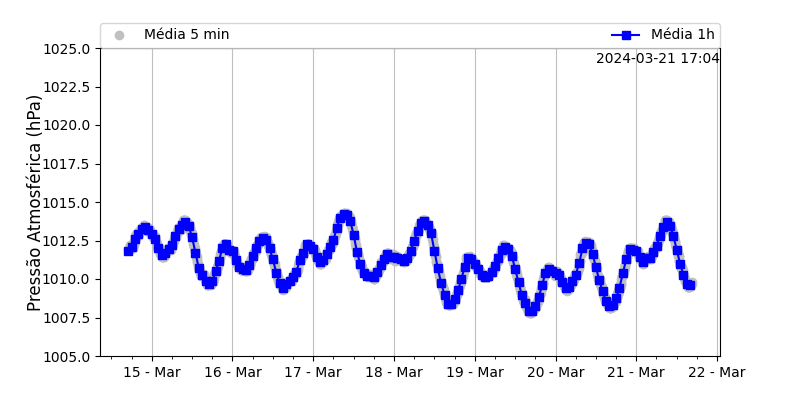 Média 5 min
Média 1h
2024-03-21 17:04
Pressão Atmosférica (hPa)
1025.0
1022.5
1020.0
1017.5
1015.0
1012.5
1010.0
1007.5
1005.0
15 - Mar
16 - Mar
17 - Mar
18 - Mar
19 - Mar
20 - Mar
21 - Mar
22 - Mar